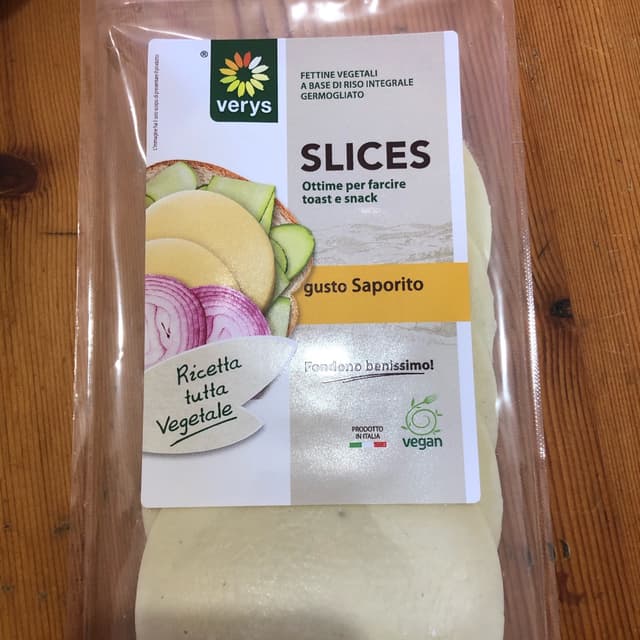 ®
verys
FETTINE VEGETALI
A BASE DI RISO INTEGRALE
GERMOGLIATO
SLICES
Ottime per farcire
toast e snack
gusto Saporito
Fondono benissimo!
Ricetta
tutta
Vegetale
PRODOTTO
IN ITALIA
vegan